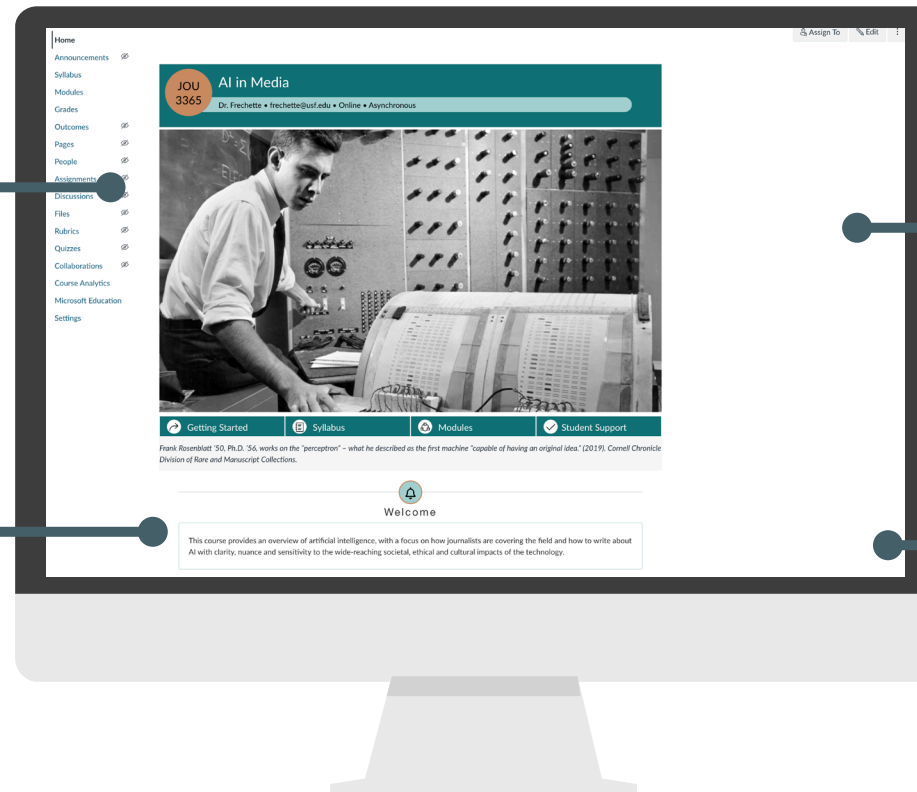 Home
Announcements
Syllabus
Modules
Grades
Outcomes
Pages
People
Assignments
Discussions
Files
Rubrics
Quizzes
Collaborations
Course Analytics
Microsoft Education
Settings
Assign To
Edit
JOU
3365
AI in Media
Dr. Frechette • frechette@usf.edu • Online • Asynchronous
Getting Started
Syllabus
Modules
Student Support
Frank Rosenblatt '50, Ph.D. '56, works on the "perceptron" – what he described as the first machine "capable of having an original idea." (2019). Cornell Chronicle
Division of Rare and Manuscript Collections.
Welcome
This course provides an overview of artificial intelligence, with a focus on how journalists are covering the field and how to write about
AI with clarity, nuance and sensitivity to the wide-reaching societal, ethical and cultural impacts of the technology.